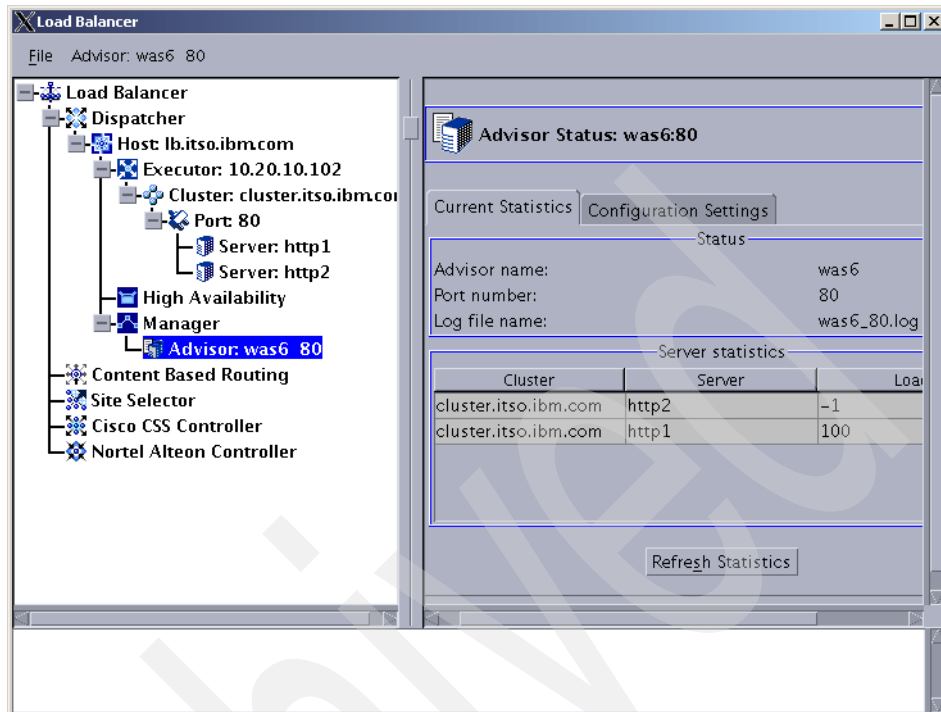 Load Balancer
File Advisor: was6 80
Load Balancer
Dispatcher
Host: lb.itso.ibm.com
Executor: 10.20.10.102
Cluster: cluster.itso.ibm.co
Port: 80
Server: http1
Server: http2
High Availability
Manager
Advisor: was6 80
Content Based Routing
Site Selector
Cisco CSS Controller
Nortel Alteon Controller
Advisor Status: was6:80
Current Statistics Configuration Settings
Status
Advisor name: was6
Port number: 80
Log file name: was6_80.log
Server statistics
Cluster Server Loa
cluster.itso.ibm.com http2 -1
cluster.itso.ibm.com http1 100
Refresh Statistics